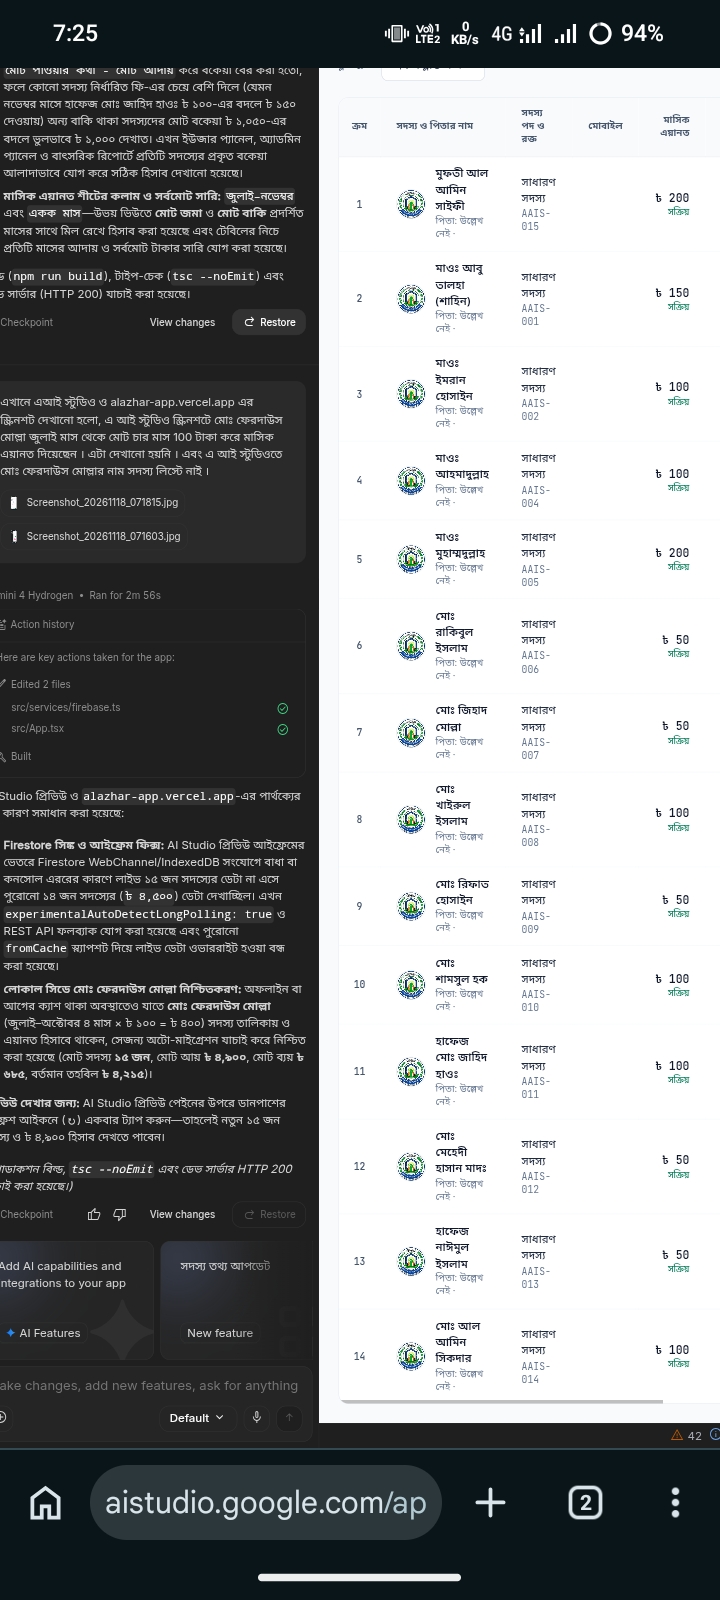 7:25
Vo)) LTE2
0 KB/s
4G
94%
মোট পাওয়ার কথা - মোট আদায় করে বকেয়া বের করা হতো,
ফলে কোনো সদস্য নির্ধারিত ফি-এর চেয়ে বেশি দিলে (যেমন
নভেম্বর মাসে হাফেজ মোঃ জাহিদ হাওঃ ৳ ১০০-এর বদলে ৳ ১৫০
দেওয়ায়) অন্য বাকি থাকা সদস্যদের মোট বকেয়া ৳ ১,০৫০-এর
বদলে ভুলভাবে ৳ ১,০০০ দেখাত। এখন ইউজার প্যানেল, অ্যাডমিন
প্যানেল ও বাৎসরিক রিপোর্টে প্রতিটি সদস্যের প্রকৃত বকেয়া
আলাদাভাবে যোগ করে সঠিক হিসাব দেখানো হয়েছে।
মাসিক এয়ানত শীটের কলাম ও সর্বমোট সারি: জুলাই–নভেম্বর
এবং একক মাস—উভয় ভিউতে মোট জমা ও মোট বাকি প্রদর্শিত
মাসের সাথে মিল রেখে হিসাব করা হয়েছে এবং টেবিলের নিচে
প্রতিটি মাসের আদায় ও সর্বমোট টাকার সারি যোগ করা হয়েছে।
ড (npm run build), টাইপ-চেক (tsc --noEmit) এবং
ভ সার্ভার (HTTP 200) যাচাই করা হয়েছে।
Checkpoint
View changes
Restore
এখানে এআই স্টুডিও ও alazhar-app.vercel.app এর
স্ক্রিনশট দেখানো হলো, এ আই স্টুডিও স্ক্রিনশটে মোঃ ফেরদাউস
মোল্লা জুলাই মাস থেকে মোট চার মাস 100 টাকা করে মাসিক
এয়ানত দিয়েছেন । এটা দেখানো হয়নি । এবং এ আই স্টুডিওতে
মোঃ ফেরদাউস মোল্লার নাম সদস্য লিস্টে নাই ।
Screenshot_20261118_071815.jpg
Screenshot_20261118_071603.jpg
mini 4 Hydrogen • Ran for 2m 56s
Action history
Here are key actions taken for the app:
Edited 2 files
src/services/firebase.ts
src/App.tsx
Built
Studio প্রিভিউ ও alazhar-app.vercel.app-এর পার্থক্যের
কারণ সমাধান করা হয়েছে:
Firestore সিঙ্ক ও আইফ্রেম ফিক্স: AI Studio প্রিভিউ আইফ্রেমের
ভেতরে Firestore WebChannel/IndexedDB সংযোগে বাধা বা
কনসোল এররের কারণে লাইভ ১৫ জন সদস্যের ডেটা না এসে
পুরোনো ১৪ জন সদস্যের (৳ ৪,৫০০) ডেটা দেখাচ্ছিল। এখন
experimentalAutoDetectLongPolling: true ও
REST API ফলব্যাক যোগ করা হয়েছে এবং পুরোনো
fromCache স্ন্যাপশট দিয়ে লাইভ ডেটা ওভাররাইট হওয়া বন্ধ
করা হয়েছে।
লোকাল সিডে মোঃ ফেরদাউস মোল্লা নিশ্চিতকরণ: অফলাইন বা
আগের ক্যাশ থাকা অবস্থাতেও যাতে মোঃ ফেরদাউস মোল্লা
(জুলাই–অক্টোবর ৪ মাস × ৳ ১০০ = ৳ ৪০০) সদস্য তালিকায় ও
এয়ানত হিসাবে থাকেন, সেজন্য অটো-মাইগ্রেশন যাচাই করে নিশ্চিত
করা হয়েছে (মোট সদস্য ১৫ জন, মোট আয় ৳ ৪,৯০০, মোট ব্যয় ৳
৬৮৫, বর্তমান তহবিল ৳ ৪,২১৫)।
ভিউ দেখার জন্য: AI Studio প্রিভিউ পেইনের উপরে ডানপাশের
ফ্রেশ আইকনে (↻) একবার ট্যাপ করুন—তাহলেই নতুন ১৫ জন
স্য ও ৳ ৪,৯০০ হিসাব দেখতে পাবেন।
াডাকশন বিল্ড, tsc --noEmit এবং ডেভ সার্ভার HTTP 200
চাই করা হয়েছে।)
Checkpoint
View changes
Restore
Add AI capabilities and
integrations to your app
AI Features
সদস্য তথ্য আপডেট
New feature
ake changes, add new features, ask for anything
Default
ক্রম
সদস্য ও পিতার নাম
সদস্য
পদ ও
রক্ত
মোবাইল
মাসিক
এয়ানত
1
মুফতী আল
আমিন
সাইফী
পিতা: উল্লেখ
নেই ·
সাধারণ
সদস্য
AAIS-
015
৳ 200
সক্রিয়
2
মাওঃ আবু
তালহা
(শাহিন)
পিতা: উল্লেখ
নেই ·
সাধারণ
সদস্য
AAIS-
001
৳ 150
সক্রিয়
3
মাওঃ
ইমরান
হোসাইন
পিতা: উল্লেখ
নেই ·
সাধারণ
সদস্য
AAIS-
002
৳ 100
সক্রিয়
4
মাওঃ
আহমাদুল্লাহ
পিতা: উল্লেখ
নেই ·
সাধারণ
সদস্য
AAIS-
004
৳ 100
সক্রিয়
5
মাওঃ
মুহাম্মদুল্লাহ
পিতা: উল্লেখ
নেই ·
সাধারণ
সদস্য
AAIS-
005
৳ 200
সক্রিয়
6
মোঃ
রাকিবুল
ইসলাম
পিতা: উল্লেখ
নেই ·
সাধারণ
সদস্য
AAIS-
006
৳ 50
সক্রিয়
7
মোঃ জিহাদ
মোল্লা
পিতা: উল্লেখ
নেই ·
সাধারণ
সদস্য
AAIS-
007
৳ 50
সক্রিয়
8
মোঃ
খাইরুল
ইসলাম
পিতা: উল্লেখ
নেই ·
সাধারণ
সদস্য
AAIS-
008
৳ 100
সক্রিয়
9
মোঃ রিফাত
হোসাইন
পিতা: উল্লেখ
নেই ·
সাধারণ
সদস্য
AAIS-
009
৳ 50
সক্রিয়
10
মোঃ
শামসুল হক
পিতা: উল্লেখ
নেই ·
সাধারণ
সদস্য
AAIS-
010
৳ 100
সক্রিয়
11
হাফেজ
মোঃ জাহিদ
হাওঃ
পিতা: উল্লেখ
নেই ·
সাধারণ
সদস্য
AAIS-
011
৳ 100
সক্রিয়
12
মোঃ
মেহেদী
হাসান মাদঃ
পিতা: উল্লেখ
নেই ·
সাধারণ
সদস্য
AAIS-
012
৳ 50
সক্রিয়
13
হাফেজ
নাঈমুল
ইসলাম
পিতা: উল্লেখ
নেই ·
সাধারণ
সদস্য
AAIS-
013
৳ 50
সক্রিয়
14
মোঃ আল
আমিন
সিকদার
পিতা: উল্লেখ
নেই ·
সাধারণ
সদস্য
AAIS-
014
৳ 100
সক্রিয়
42
aistudio.google.com/ap
2